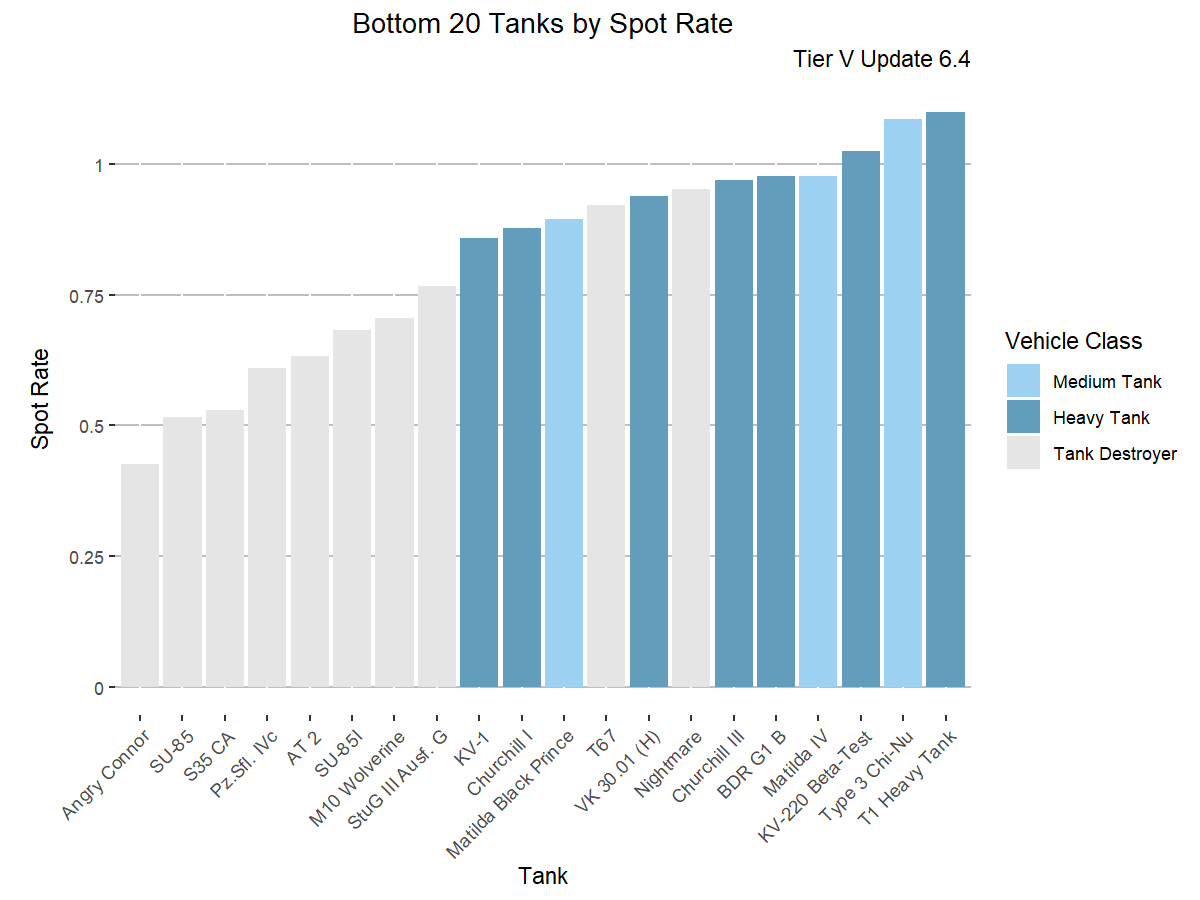 Bottom 20 Tanks by Spot Rate
Tier V Update 6.4
1
0.75
0.5
0.25
0
Spot Rate
Angry Connor
SU-85
S35 CA
Pz.Sfl. IVc
AT 2
SU-85I
M10 Wolverine
StuG III Ausf. G
KV-1
Churchill I
Matilda Black Prince
T67
VK 30.01 (H)
Nightmare
Churchill III
BDR G1 B
Matilda IV
KV-220 Beta-Test
Type 3 Chi-Nu
T1 Heavy Tank
Tank
Vehicle Class
Medium Tank
Heavy Tank
Tank Destroyer